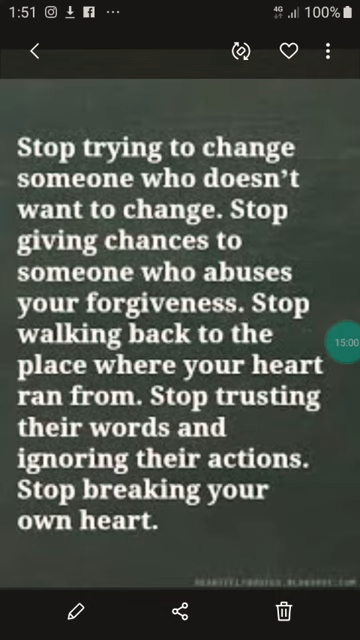 1:51
4G
100%
Stop trying to change
someone who doesn't
want to change. Stop
giving chances to
someone who abuses
your forgiveness. Stop
walking back to the
place where your heart
ran from. Stop trusting
15:00
their words and
ignoring their actions.
Stop breaking your
own heart.